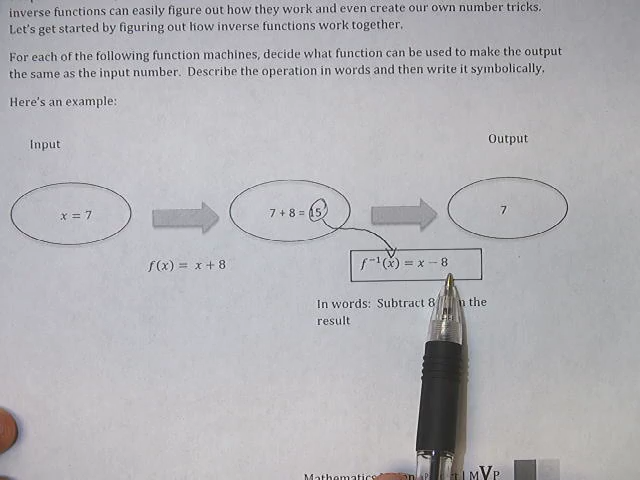 inverse functions can easily figure out how they work and even create our own number tricks.
Let's get started by figuring out how inverse functions work together.
For each of the following function machines, decide what function can be used to make the output
the same as the input number. Describe the operation in words and then write it symbolically.
Here's an example:
Input
Output
x = 7
7 + 8 = 15
7
f(x) = x + 8
f⁻¹(x) = x − 8
In words: Subtract 8 the
result
Mathematics MVP